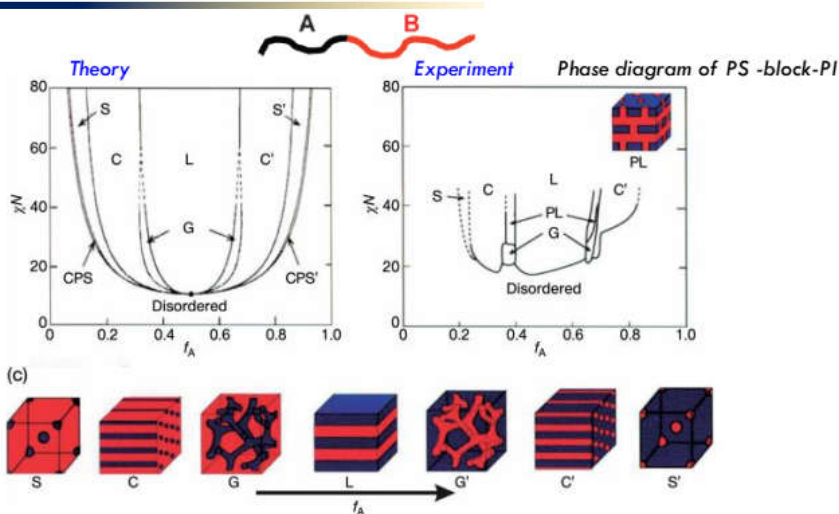 A B
Theory Experiment Phase diagram of PS -block-PI
80
60
40
20
0
χN
S S'
C L C'
G
CPS CPS'
Disordered
0 0.2 0.4 0.6 0.8 1.0
fA
80
60
40
20
0
χN
PL
S C L C'
PL
G
Disordered
0 0.2 0.4 0.6 0.8 1.0
fA
(c)
S C G L G' C' S'
fA